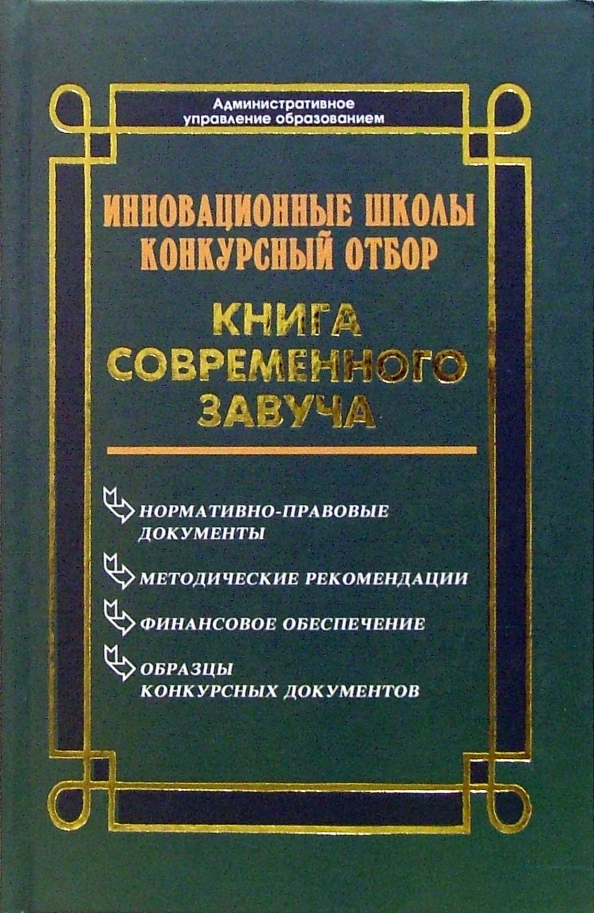 Административное
управление образованием
ИННОВАЦИОННЫЕ ШКОЛЫ
КОНКУРСНЫЙ ОТБОР
КНИГА
СОВРЕМЕННОГО
ЗАВУЧА
НОРМАТИВНО-ПРАВОВЫЕ
ДОКУМЕНТЫ
МЕТОДИЧЕСКИЕ РЕКОМЕНДАЦИИ
ФИНАНСОВОЕ ОБЕСПЕЧЕНИЕ
ОБРАЗЦЫ
КОНКУРСНЫХ ДОКУМЕНТОВ